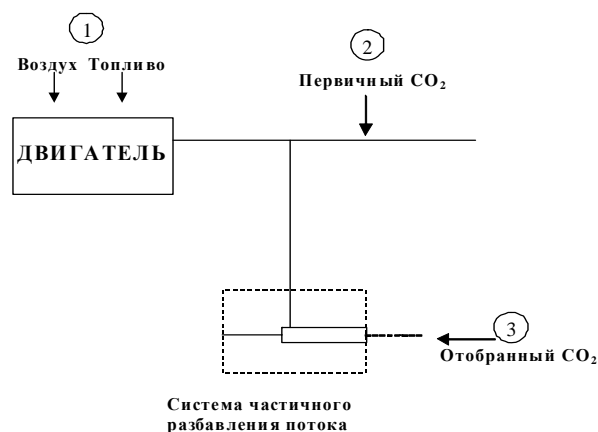 1
Воздух Топливо
2
Первичный CO₂
ДВИГАТЕЛЬ
3
Отобранный CO₂
Система частичного
разбавления потока